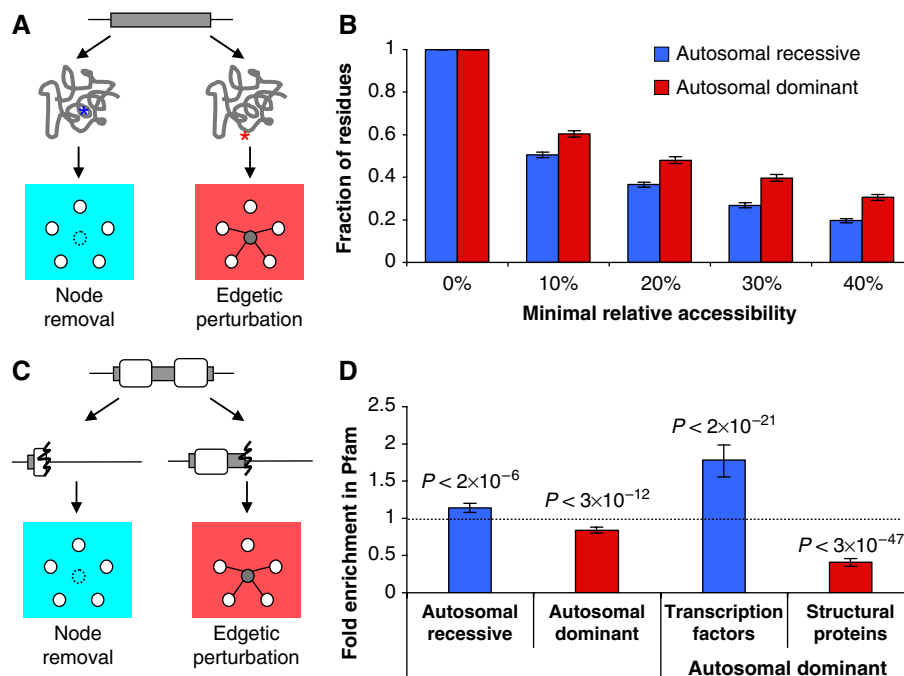 A
*
*
Node
removal
Edgetic
perturbation
B
Autosomal recessive
Autosomal dominant
Fraction of residues
1
0.8
0.6
0.4
0.2
0
0% 10% 20% 30% 40%
Minimal relative accessibility
C
Node
removal
Edgetic
perturbation
D
Fold enrichment in Pfam
2.5
2
1.5
1
0.5
0
P < 2×10⁻⁶
P < 3×10⁻¹²
P < 2×10⁻²¹
P < 3×10⁻⁴⁷
Autosomal
recessive
Autosomal
dominant
Transcription
factors
Structural
proteins
Autosomal dominant